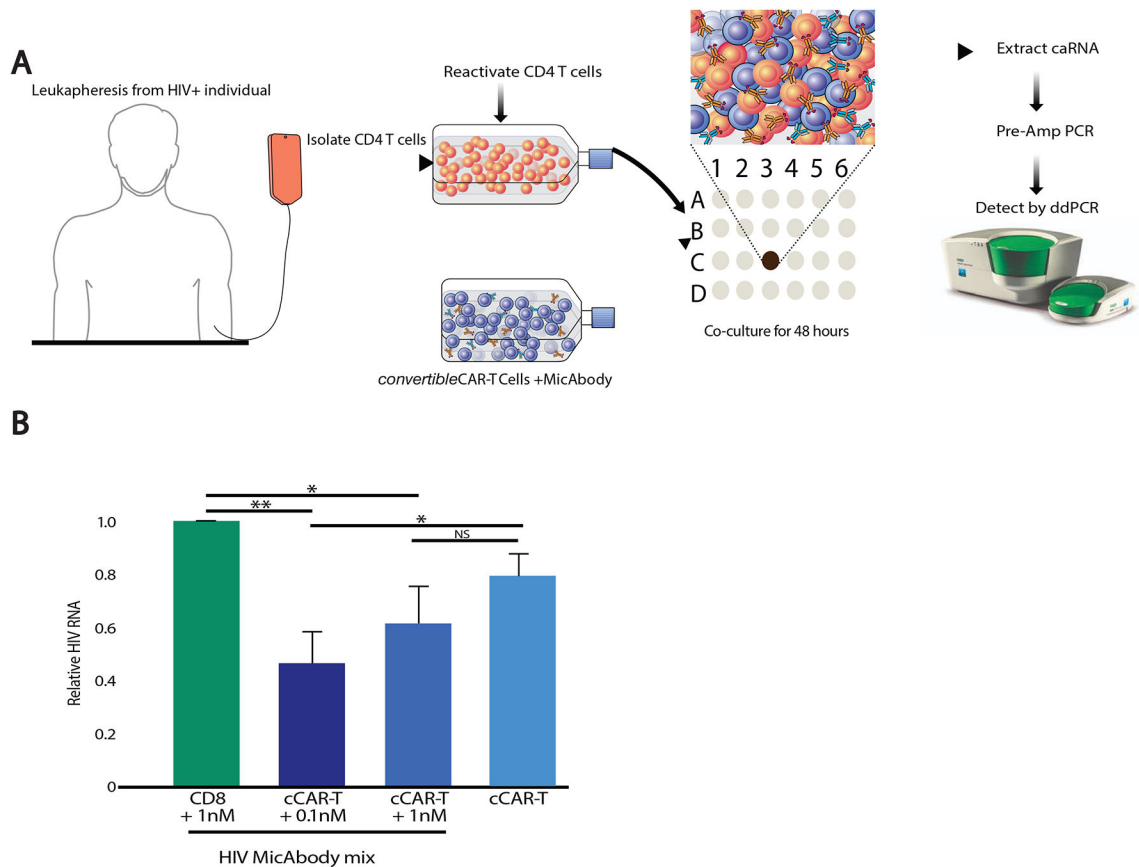 A
Leukapheresis from HIV+ individual
Isolate CD4 T cells
Reactivate CD4 T cells
convertibleCAR-T Cells +MicAbody
1 2 3 4 5 6
A
B
C
D
Co-culture for 48 hours
Extract caRNA
Pre-Amp PCR
Detect by ddPCR
B
Relative HIV RNA
1.0
0.8
0.6
0.4
0.2
0
*
**
*
NS
CD8
+ 1nM
cCAR-T
+ 0.1nM
cCAR-T
+ 1nM
cCAR-T
HIV MicAbody mix